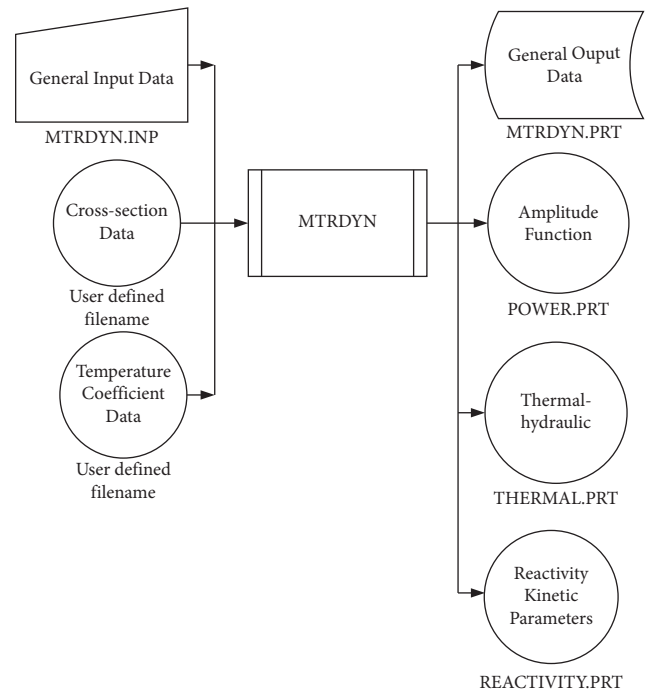 General Input Data
MTRDYN.INP
Cross-section
Data
User defined
filename
Temperature
Coefficient
Data
User defined
filename
MTRDYN
General Ouput
Data
MTRDYN.PRT
Amplitude
Function
POWER.PRT
Thermal-
hydraulic
THERMAL.PRT
Reactivity
Kinetic
Parameters
REACTIVITY.PRT